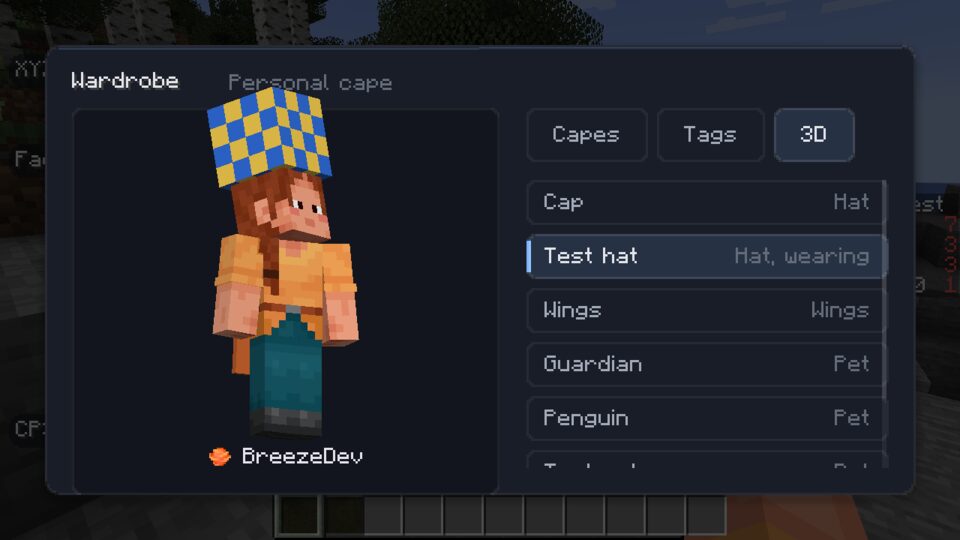 Wardrobe
Personal cape
Capes
Tags
3D
Cap
Hat
Test hat
Hat, wearing
Wings
Wings
Guardian
Pet
Penguin
Pet
BreezeDev